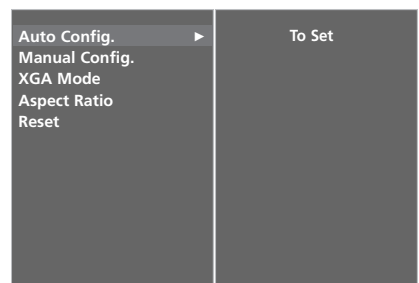 Auto Config. ► To Set
Manual Config.
XGA Mode
Aspect Ratio
Reset